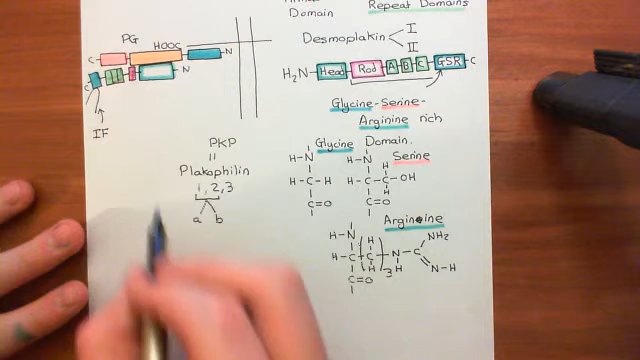 Domain
Repeat Domains
PG
HOOC
C
N
C
N
IF
Desmoplakin
I
II
H₂N-Head Rod A B C GSR-C
Glycine-Serine-
Arginine rich
Glycine Domain.
Serine
H-N
H-C-H
C=O
H-N
H
H-C-C-OH
H
C=O
PKP
Plakophilin
1, 2, 3
a b
Arginine
H-N
H
H-C-C-N-C
H
H
3
NH₂
N-H
C=O